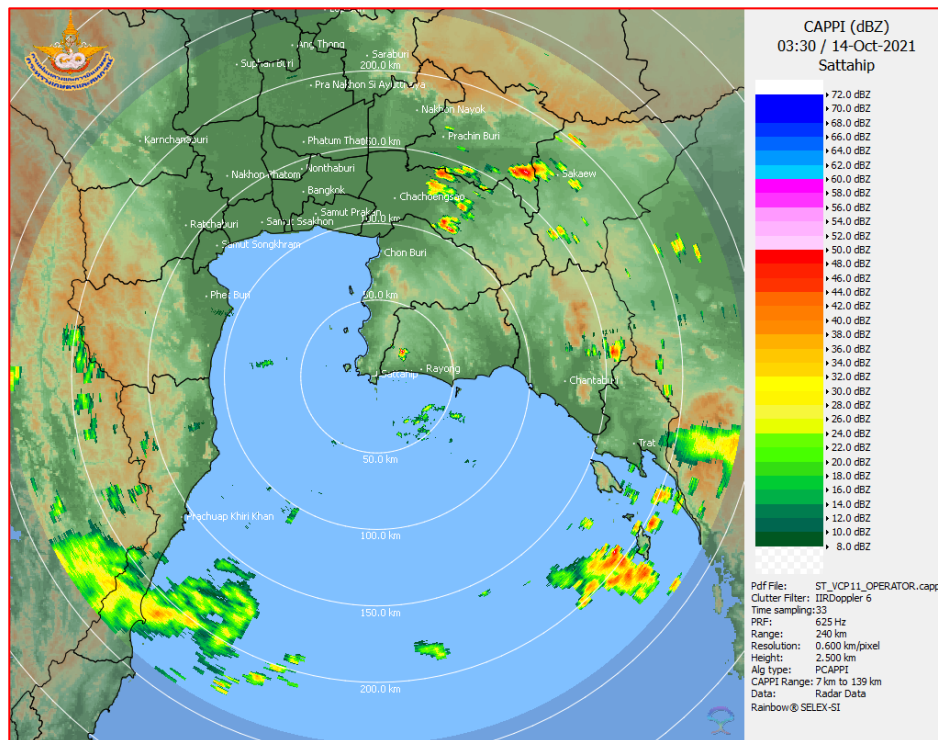 CAPPI (dBZ)
03:30 / 14-Oct-2021
Sattahip
72.0 dBZ
70.0 dBZ
68.0 dBZ
66.0 dBZ
64.0 dBZ
62.0 dBZ
60.0 dBZ
58.0 dBZ
56.0 dBZ
54.0 dBZ
52.0 dBZ
50.0 dBZ
48.0 dBZ
46.0 dBZ
44.0 dBZ
42.0 dBZ
40.0 dBZ
38.0 dBZ
36.0 dBZ
34.0 dBZ
32.0 dBZ
30.0 dBZ
28.0 dBZ
26.0 dBZ
24.0 dBZ
22.0 dBZ
20.0 dBZ
18.0 dBZ
16.0 dBZ
14.0 dBZ
12.0 dBZ
10.0 dBZ
8.0 dBZ
Pdf File: ST_VCP11_OPERATOR.capp
Clutter Filter: IIRDoppler 6
Time sampling:33
PRF: 625 Hz
Range: 240 km
Resolution: 0.600 km/pixel
Height: 2.500 km
Alg type: PCAPPI
CAPPI Range: 7 km to 139 km
Data: Radar Data
Rainbow® SELEX-SI
Ang Thong
Saraburi
Suphan Buri
200.0 km
Pra Nakhon Si Ayutthaya
Nakhon Nayok
Prachin Buri
Karnchanaburi
Phatum
Nonthaburi
Nakhon Phatom
Sakaew
Bangknk
Chachoengsao
Samut Prakan
Samut Ssakhon
Ratchaburi
Samut Songkhram
Chon Buri
Rayong
Sattahip
Chantaburi
Trat
50.0 km
Prachuap Khiri Khan
100.0 km
150.0 km
200.0 km